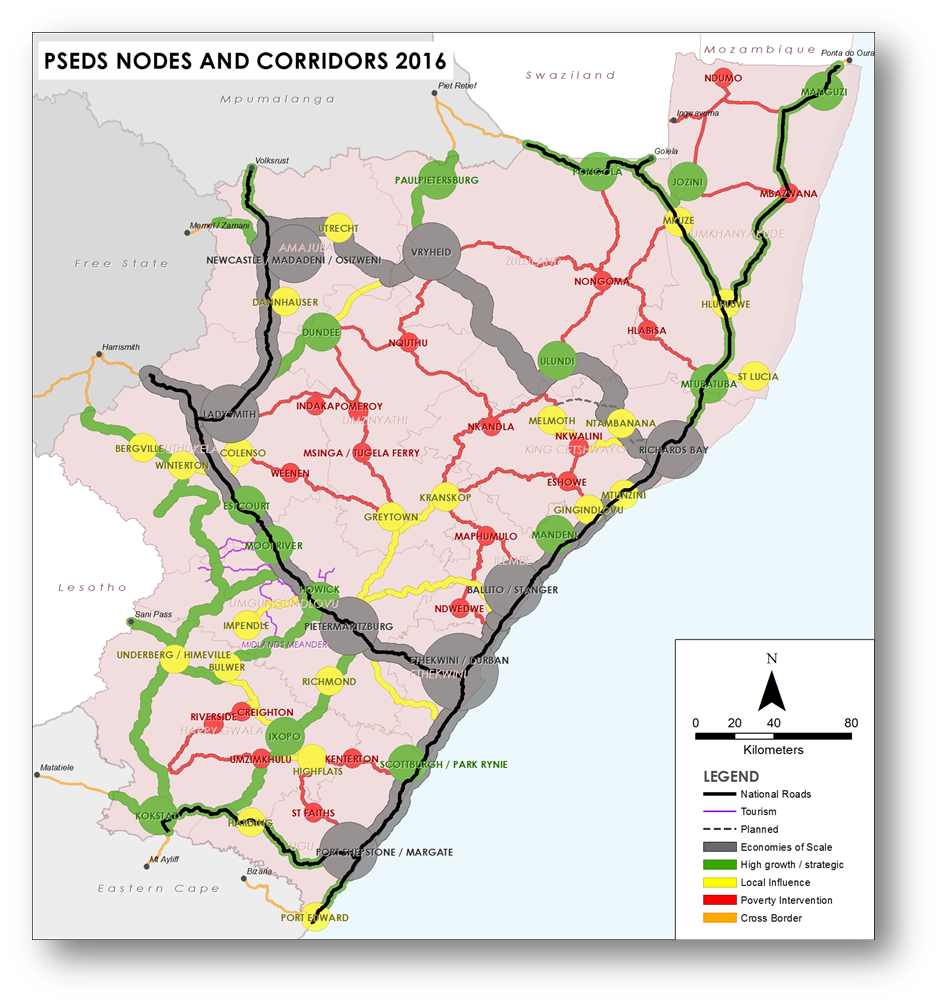 PSEDS NODES AND CORRIDORS 2016
Mozambique
Ponta do Oura
Swaziland
NDUMO
MANGUZI
Piet Retief
Mpumalanga
Ingwavuma
Golela
Volksrust
PONGOLA
PAULPIETERSBURG
JOZINI
MBAZWANA
Memel / Zamani
UTRECHT
MKUZE
UMKHANYAKUDE
AMAJUBA
NEWCASTLE / MADADENI / OSIZWENI
VRYHEID
ZULULAND
Free State
NONGOMA
DANNHAUSER
HLUHLUWE
DUNDEE
HLABISA
NQUTHU
Harrismith
ULUNDI
ST LUCIA
MTUBATUBA
INDAKA
POMEROY
LADYSMITH
UMZINYATHI
MELMOTH
NTAMBANANA
NKANDLA
NKWALINI
BERGVILLE
UTHUKELA
COLENSO
MSINGA / TUGELA FERRY
KING CETSHWAYO
RICHARDS BAY
WINTERTON
WEENEN
ESHOWE
MTUNZINI
KRANSKOP
ESTCOURT
GREYTOWN
GINGINDLOVU
MAPHUMULO
MANDENI
MOOI RIVER
ILEMBE
Lesotho
HOWICK
BALLITO / STANGER
UMGUNGUNDLOVU
NDWEDWE
Sani Pass
IMPENDLE
PIETERMARITZBURG
MIDLANDS MEANDER
UNDERBERG / HIMEVILLE
BULWER
ETHEKWINI / DURBAN
ETHEKWINI
RICHMOND
CREIGHTON
RIVERSIDE
HARRY GWALA
IXOPO
UMZIMKHULU
KENTERTON
SCOTTBURGH / PARK RYNIE
HIGHFLATS
Matatiele
ST FAITHS
KOKSTAD
HARDING
UGU
PORT SHEPSTONE / MARGATE
Mt Ayliff
Bizana
Eastern Cape
PORT EDWARD
N
0 20 40 80
Kilometers
LEGEND
National Roads
Tourism
Planned
Economies of Scale
High growth / strategic
Local Influence
Poverty Intervention
Cross Border